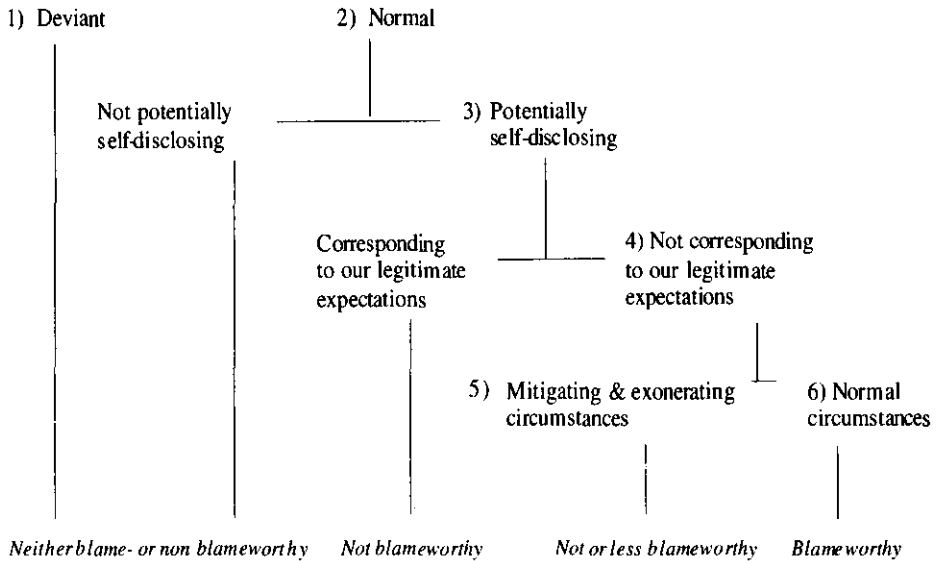 1) Deviant
2) Normal
Not potentially
self-disclosing
3) Potentially
self-disclosing
Corresponding
to our legitimate
expectations
4) Not corresponding
to our legitimate
expectations
5) Mitigating & exonerating
circumstances
6) Normal
circumstances
Neither blame- or non blameworthy
Not blameworthy
Not or less blameworthy
Blameworthy